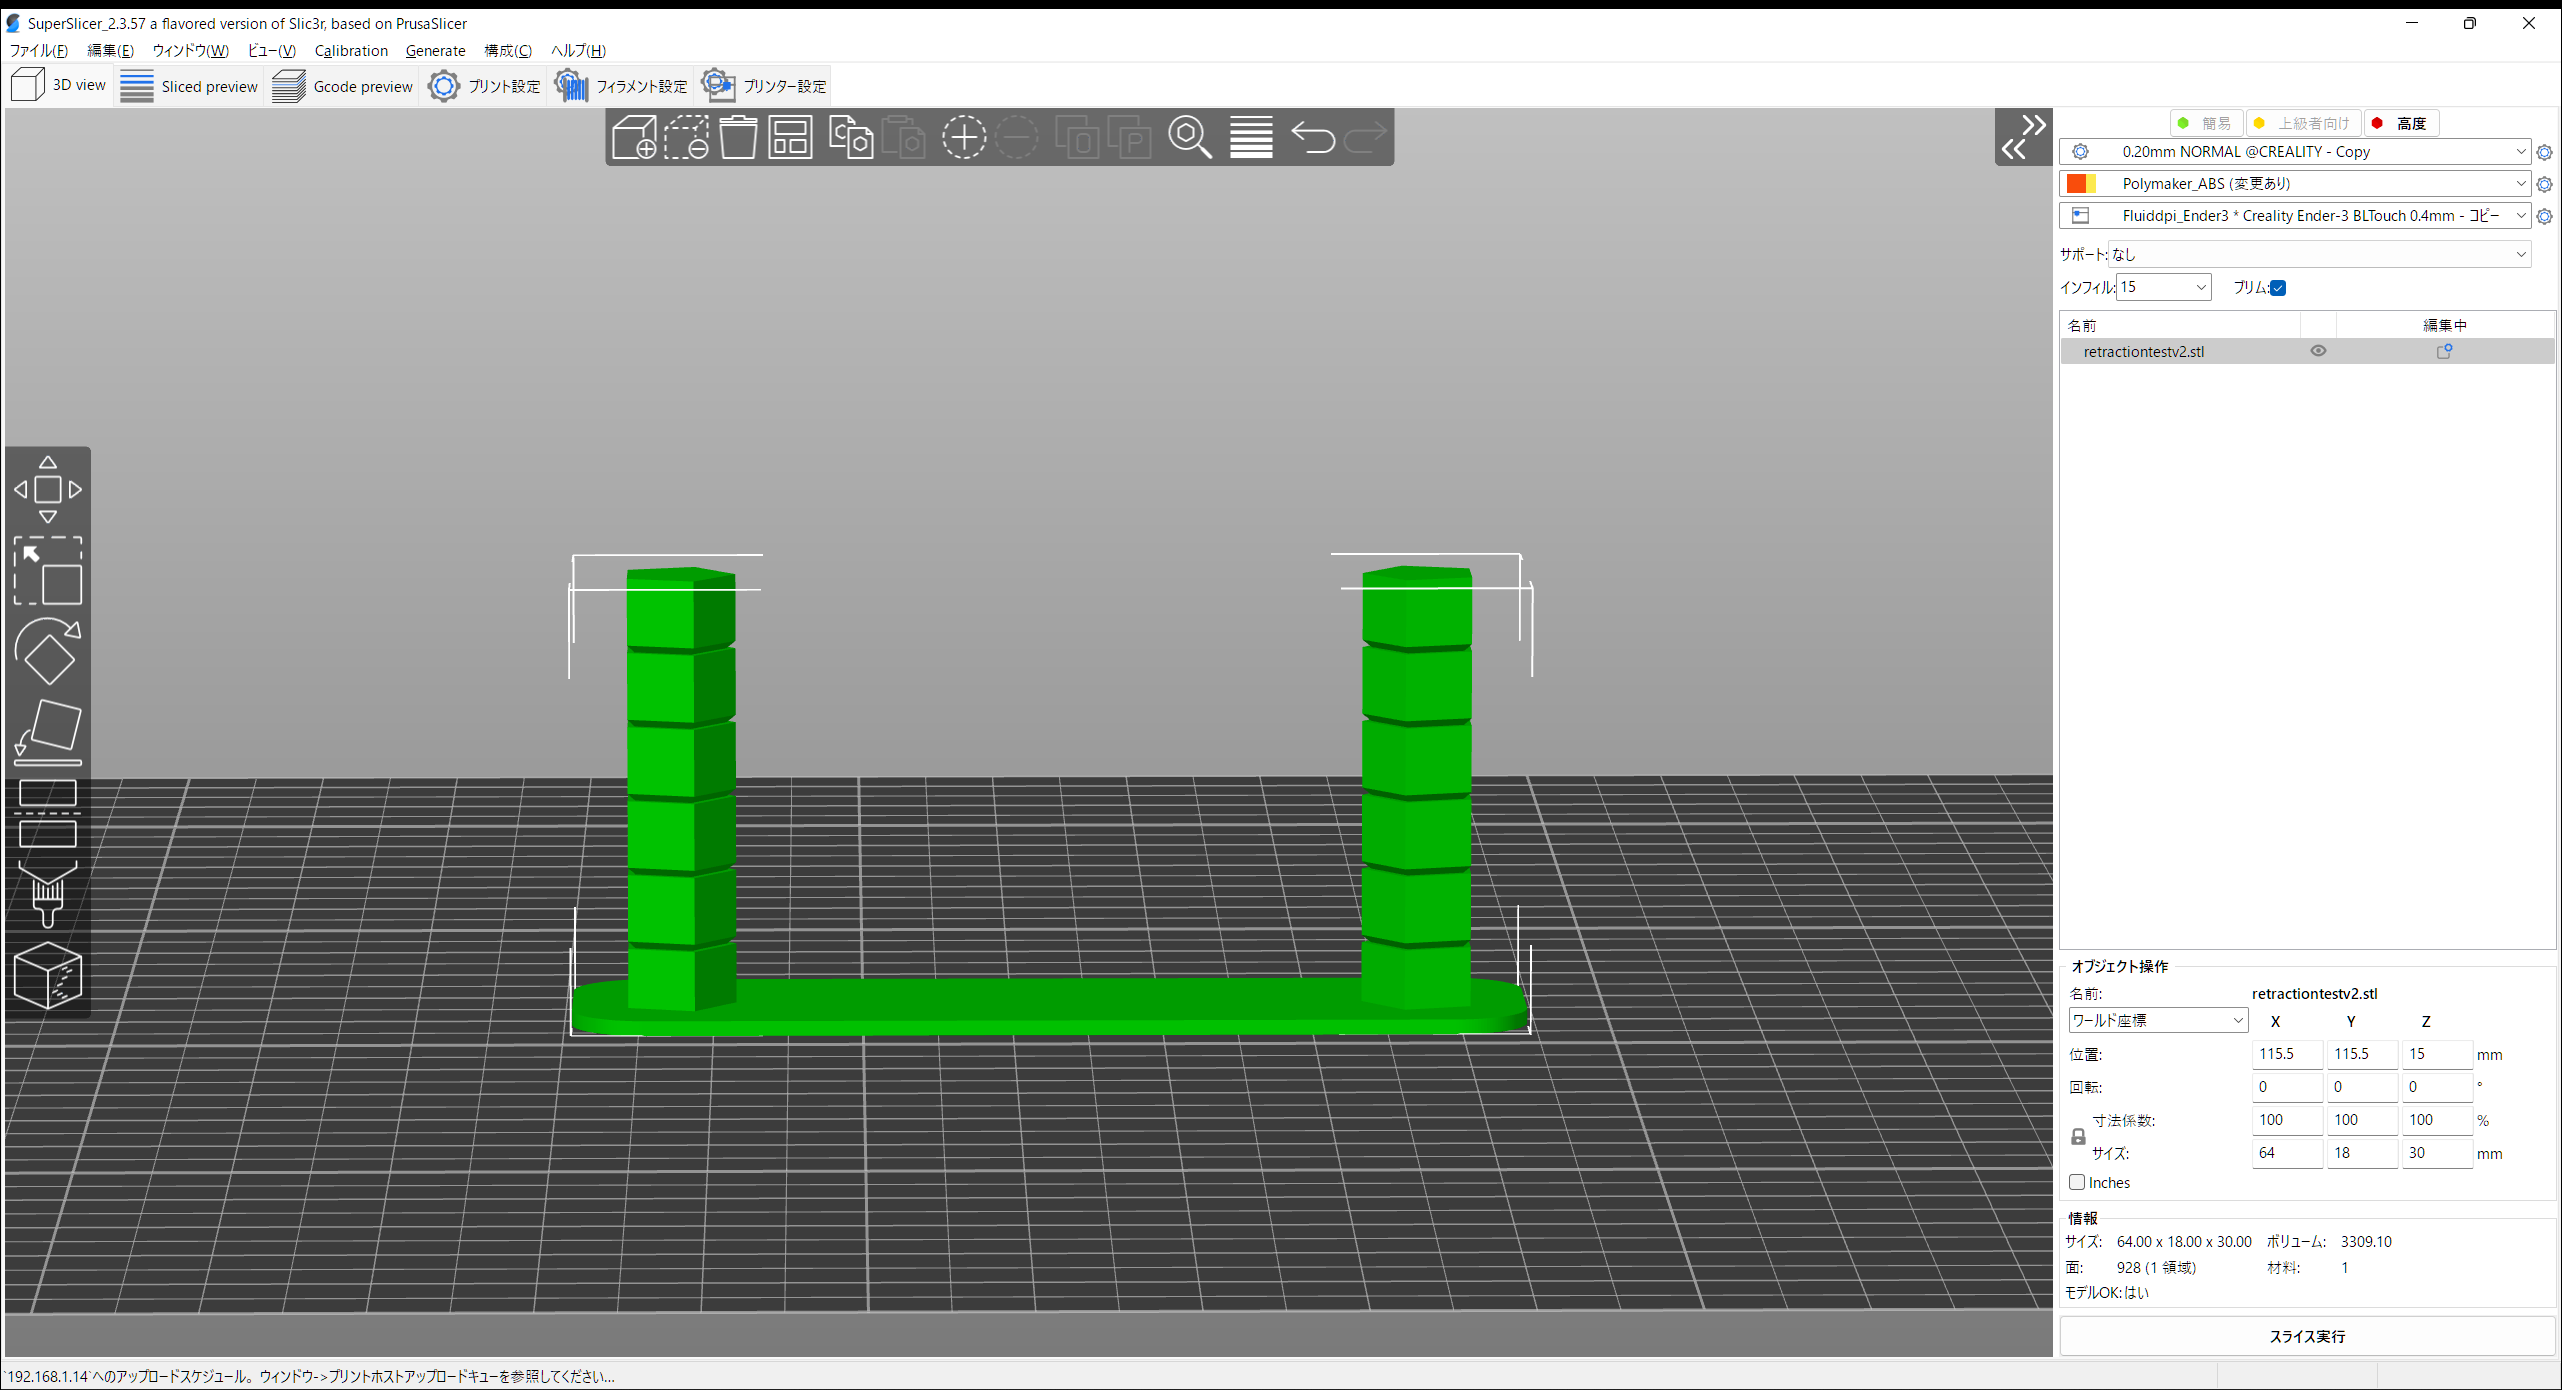 SuperSlicer_2.3.57 a flavored version of Slic3r, based on PrusaSlicer
ファイル(F) 編集(E) ウィンドウ(W) ビュー(V) Calibration Generate 構成(C) ヘルプ(H)
3D view Sliced preview Gcode preview プリント設定 フィラメント設定 プリンター設定
簡易 上級者向け 高度
0.20mm NORMAL @CREALITY - Copy
Polymaker_ABS (変更あり)
Fluiddpi_Ender3 * Creality Ender-3 BLTouch 0.4mm - コピー
サポート: なし
インフィル: 15 ブリム:
名前 編集中
retractiontestv2.stl
オブジェクト操作
名前: retractiontestv2.stl
ワールド座標 X Y Z
位置: 115.5 115.5 15 mm
回転: 0 0 0 °
寸法係数: 100 100 100 %
サイズ: 64 18 30 mm
Inches
情報
サイズ: 64.00 x 18.00 x 30.00 ボリューム: 3309.10
面: 928 (1 領域) 材料: 1
モデルOK: はい
スライス実行
`192.168.1.14`へのアップロードスケジュール。ウィンドウ->プリントホストアップロードキューを参照してください...